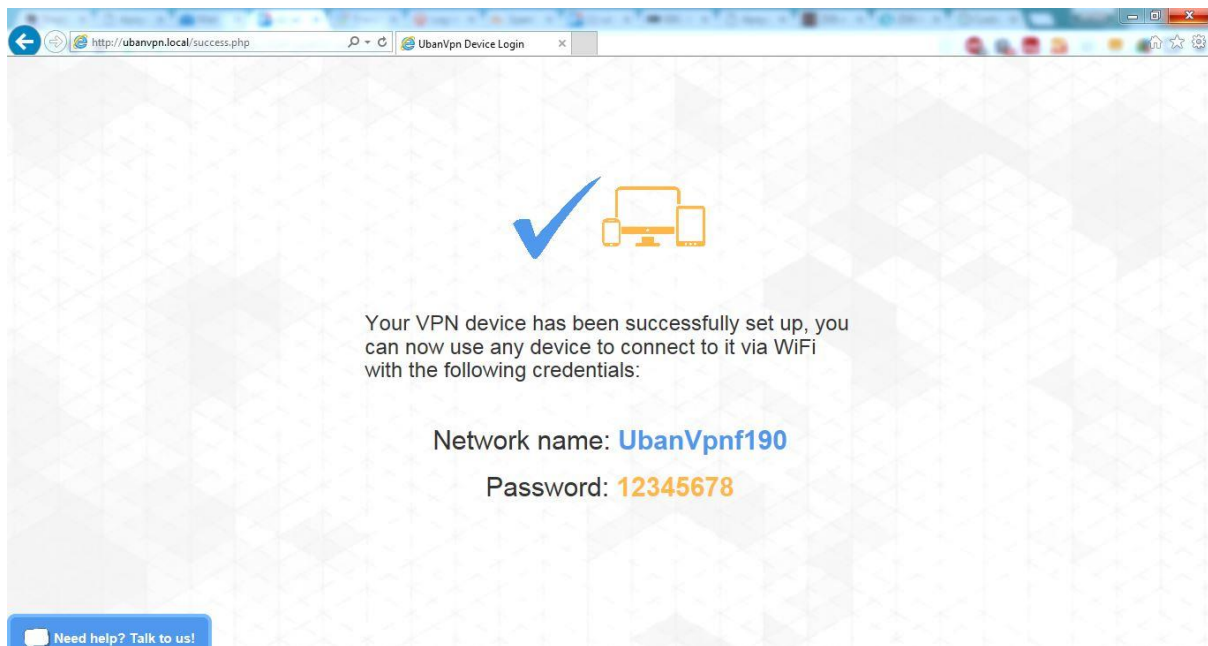 http://ubanvpn.local/success.php
UbanVpn Device Login
Your VPN device has been successfully set up, you
can now use any device to connect to it via WiFi
with the following credentials:
Network name: UbanVpnf190
Password: 12345678
Need help? Talk to us!